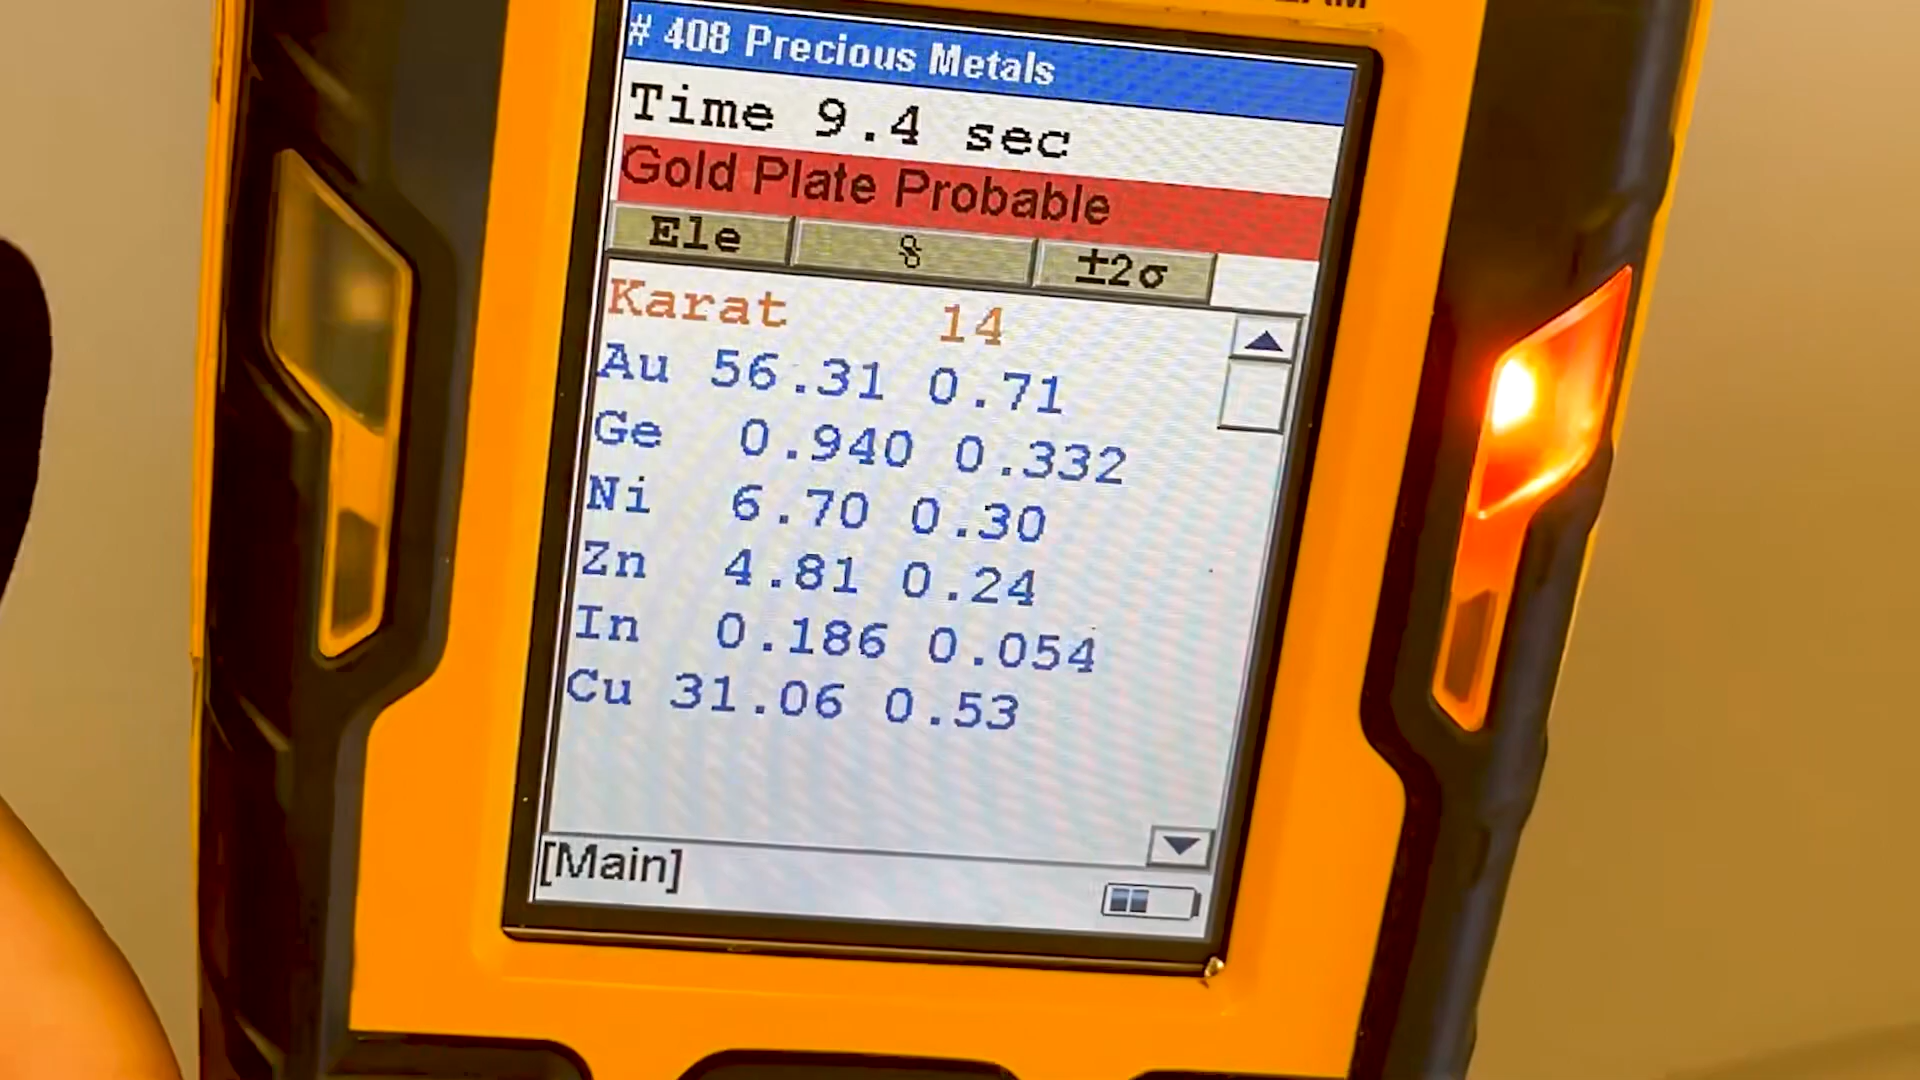 # 408 Precious Metals
Time 9.4 sec
Gold Plate Probable
Ele % ±2σ
Karat 14
Au 56.31 0.71
Ge 0.940 0.332
Ni 6.70 0.30
Zn 4.81 0.24
In 0.186 0.054
Cu 31.06 0.53
[Main]